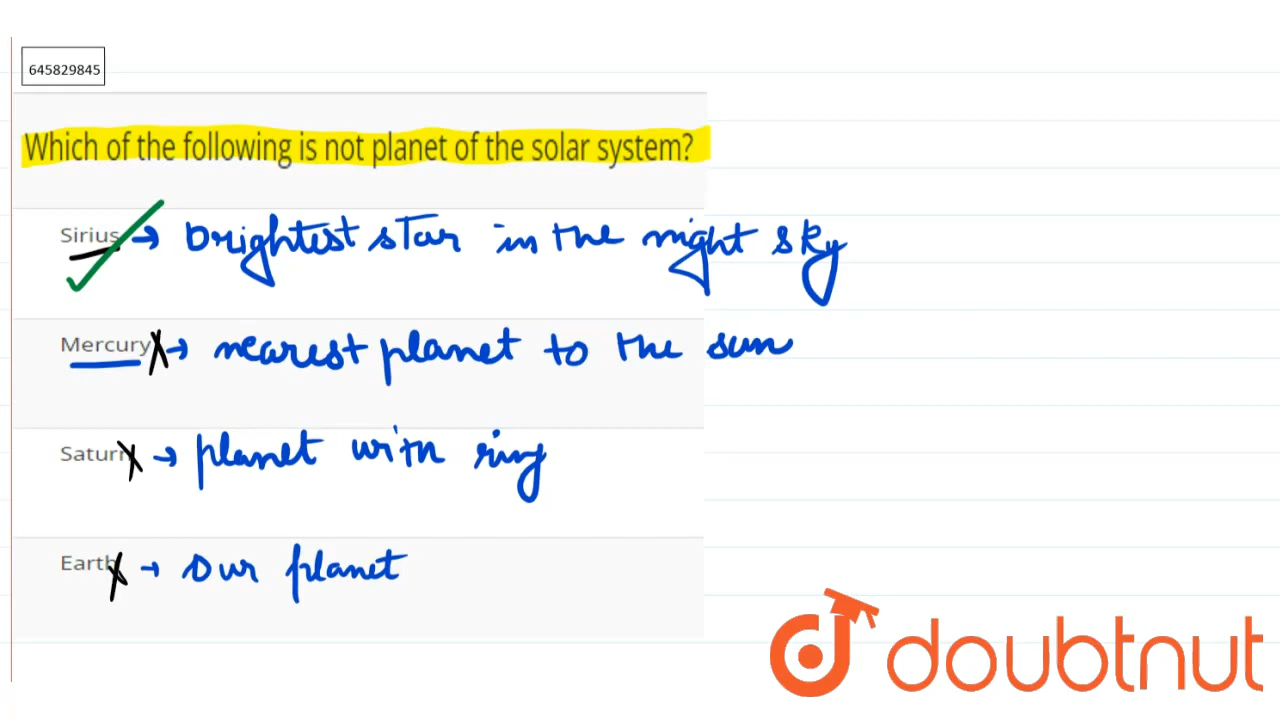 645829845
Which of the following is not planet of the solar system?
Sirius → brightest star in the night sky
Mercury → nearest planet to the sun
Saturn → planet with ring
Earth → our planet
doubtnut